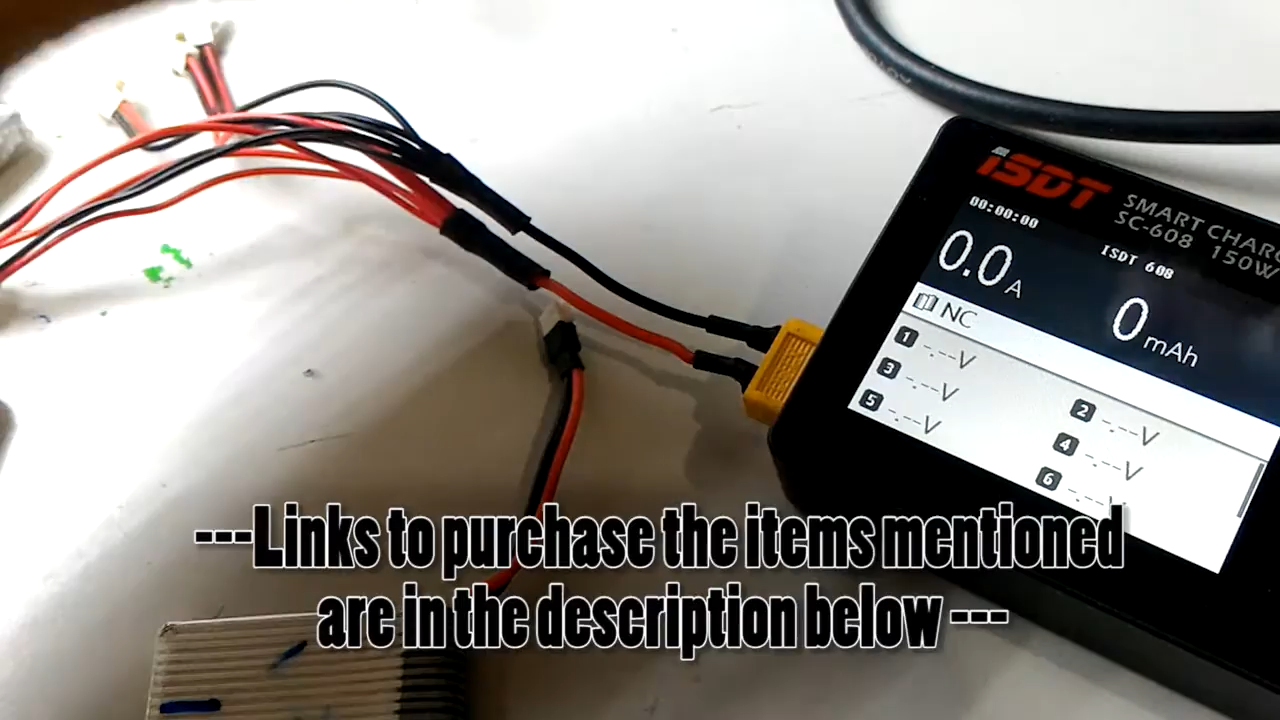 iSDT
SMART CHARG
SC-608 150W
00:00:00
ISDT 608
0.0A
0mAh
NC
1 -.--V
2 -.--V
3 -.--V
4 -.--V
5 -.--V
6 -.--V
---Links to purchase the items mentioned
are in the description below ---